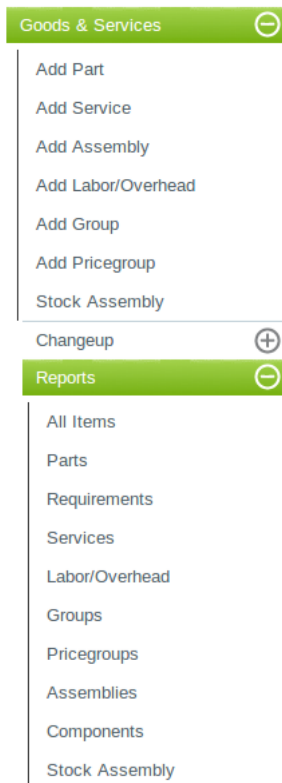 Goods & Services
Add Part
Add Service
Add Assembly
Add Labor/Overhead
Add Group
Add Pricegroup
Stock Assembly
Changeup
Reports
All Items
Parts
Requirements
Services
Labor/Overhead
Groups
Pricegroups
Assemblies
Components
Stock Assembly